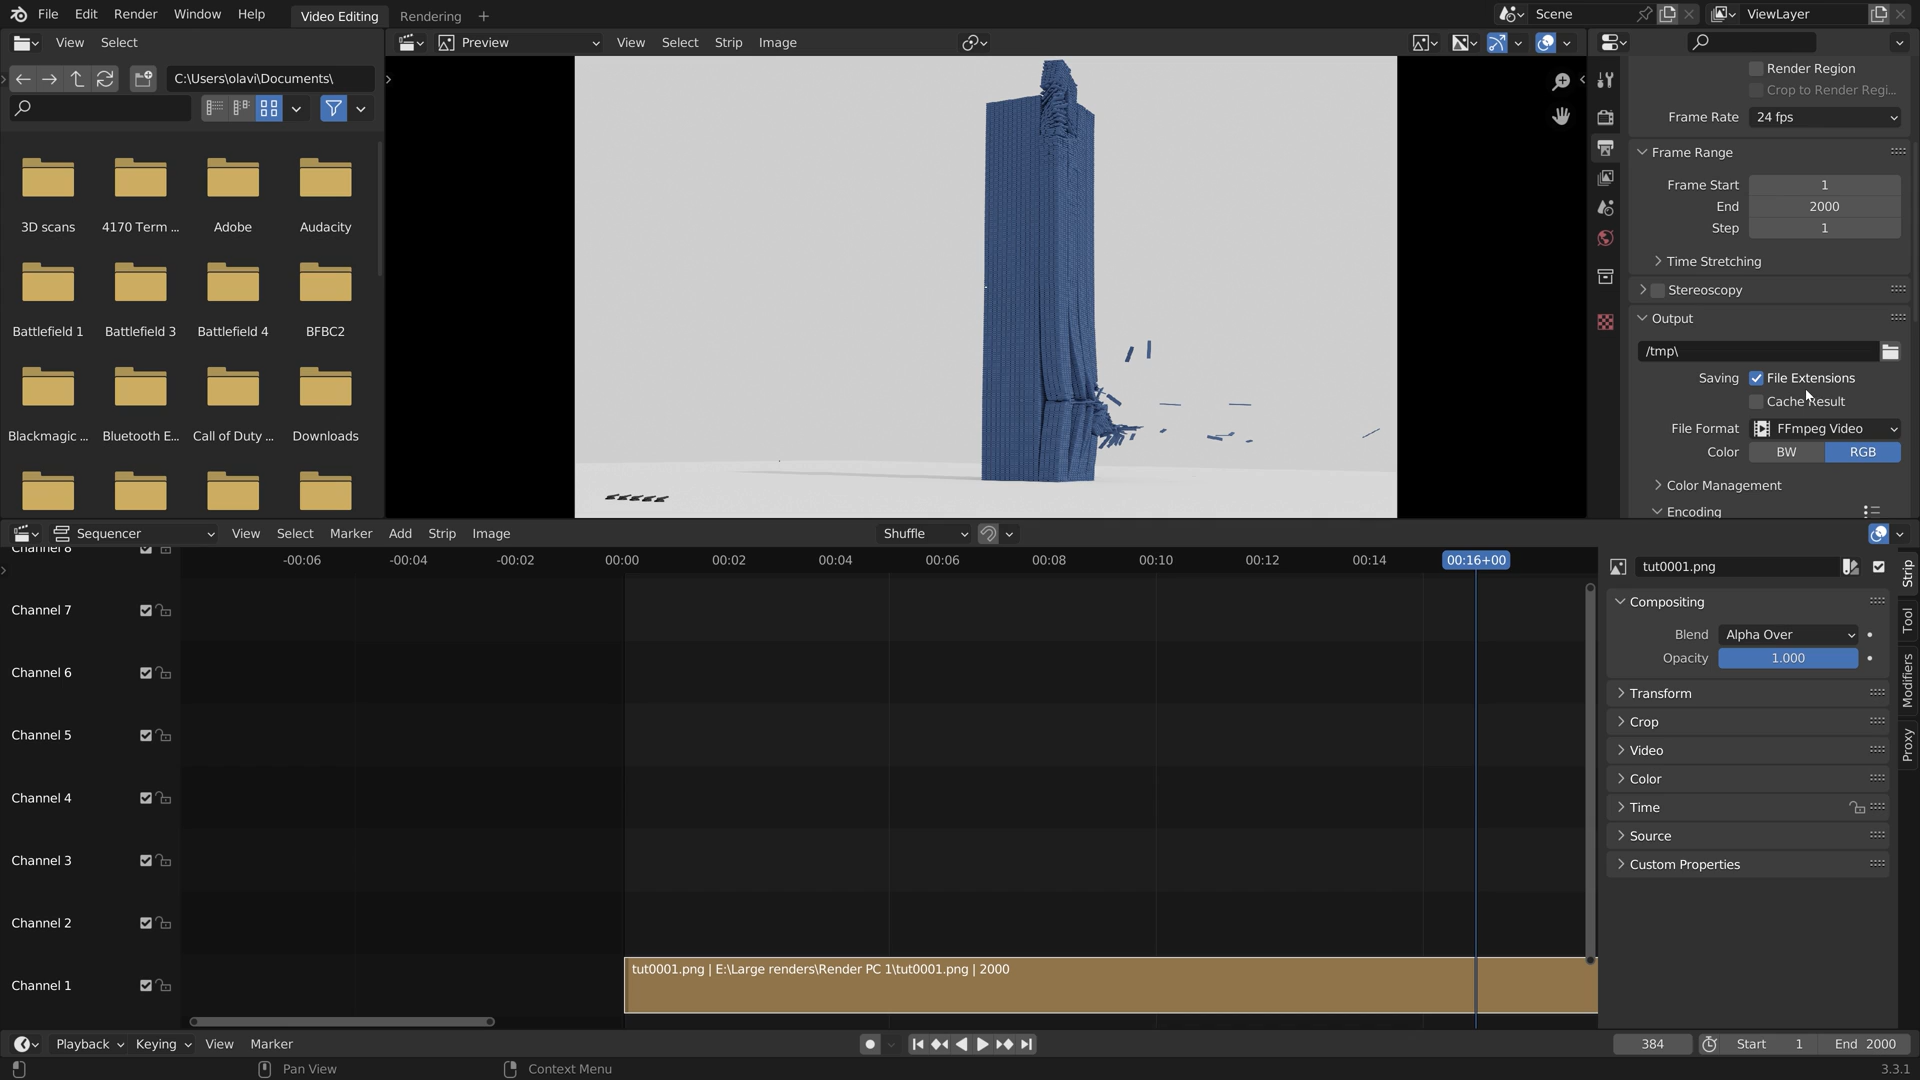 File Edit Render Window Help Video Editing Rendering + Scene ViewLayer
View Select
Preview View Select Strip Image
C:\Users\olavi\Documents\
3D scans 4170 Term ... Adobe Audacity
Battlefield 1 Battlefield 3 Battlefield 4 BFBC2
Blackmagic ... Bluetooth E... Call of Duty ... Downloads
Render Region
Crop to Render Regi...
Frame Rate 24 fps
Frame Range
Frame Start 1
End 2000
Step 1
Time Stretching
Stereoscopy
Output
/tmp\
Saving File Extensions
Cache Result
File Format FFmpeg Video
Color BW RGB
Color Management
Encoding
Sequencer View Select Marker Add Strip Image Shuffle
Channel 8
-00:06 -00:04 -00:02 00:00 00:02 00:04 00:06 00:08 00:10 00:12 00:14 00:16+00
Channel 7
Channel 6
Channel 5
Channel 4
Channel 3
Channel 2
Channel 1
tut0001.png | E:\Large renders\Render PC 1\tut0001.png | 2000
tut0001.png
Compositing
Blend Alpha Over
Opacity 1.000
Transform
Crop
Video
Color
Time
Source
Custom Properties
Strip
Tool
Modifiers
Proxy
Playback Keying View Marker 384 Start 1 End 2000
Pan View Context Menu 3.3.1